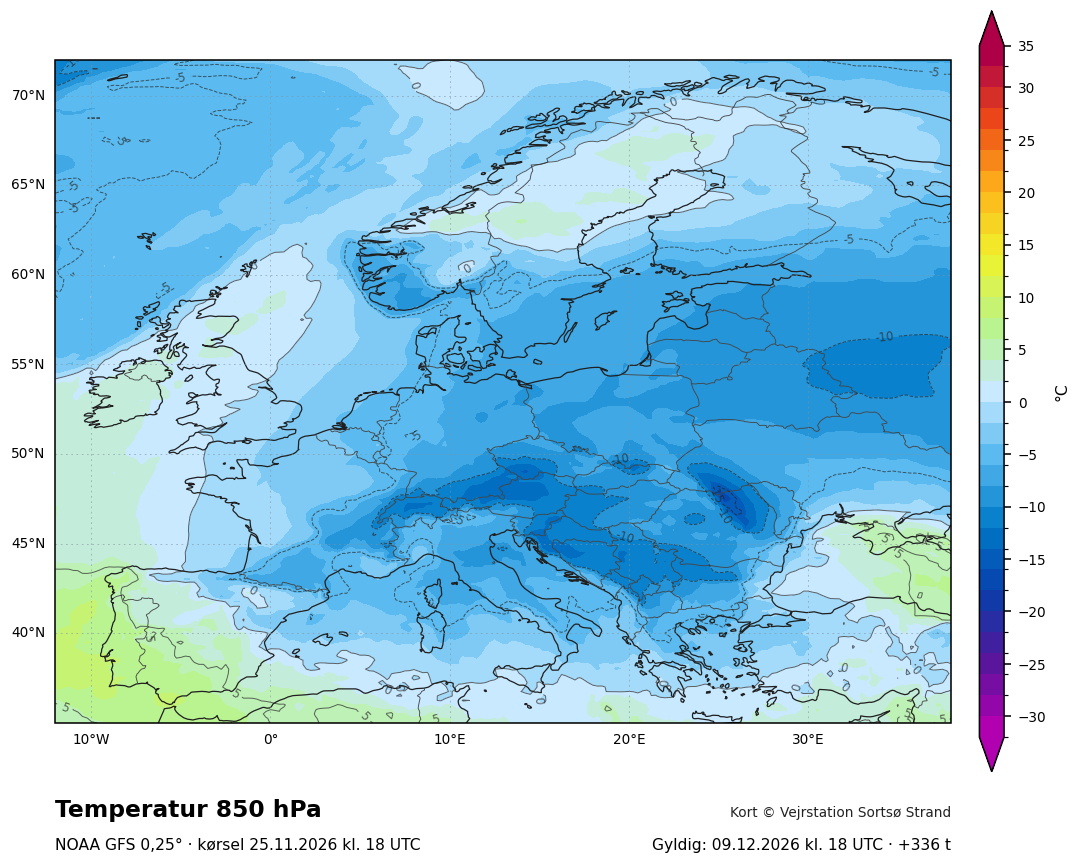 70°N
65°N
60°N
55°N
50°N
45°N
40°N
10°W 0° 10°E 20°E 30°E
35
30
25
20
15
10
5
0
−5
−10
−15
−20
−25
−30
°C
Temperatur 850 hPa
Kort © Vejrstation Sortsø Strand
NOAA GFS 0,25° · kørsel 25.11.2026 kl. 18 UTC
Gyldig: 09.12.2026 kl. 18 UTC · +336 t